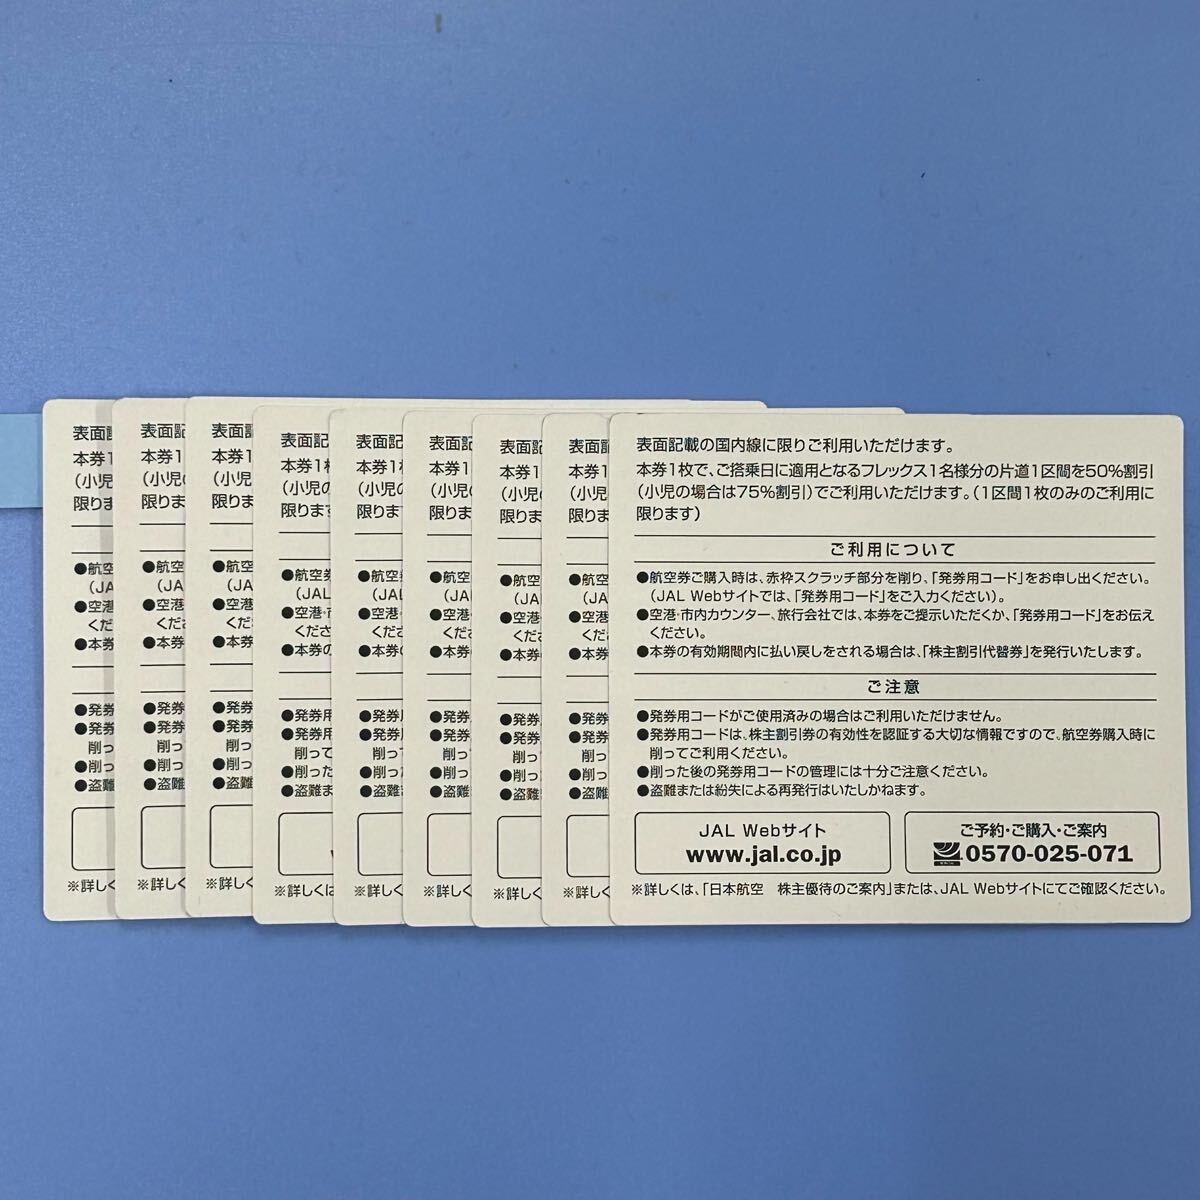 表面記載の国内線に限りご利用いただけます。
本券1枚で、ご搭乗日に適用となるフレックス1名様分の片道1区間を50%割引
(小児の場合は75%割引)でご利用いただけます。(1区間1枚のみのご利用に
限ります)
ご利用について
●航空券ご購入時は、赤枠スクラッチ部分を削り、「発券用コード」をお申し出ください。
(JAL Webサイトでは、「発券用コード」をご入力ください)。
●空港・市内カウンター、旅行会社では、本券をご提示いただくか、「発券用コード」をお伝え
ください。
●本券の有効期間内に払い戻しをされる場合は、「株主割引代替券」を発行いたします。
ご注意
●発券用コードがご使用済みの場合はご利用いただけません。
●発券用コードは、株主割引券の有効性を認証する大切な情報ですので、航空券購入時に
削ってご利用ください。
●削った後の発券用コードの管理には十分ご注意ください。
●盗難または紛失による再発行はいたしかねます。
JAL Webサイト
www.jal.co.jp
ご予約・ご購入・ご案内
0570-025-071
※詳しくは、「日本航空 株主優待のご案内」または、JAL Webサイトにてご確認ください。